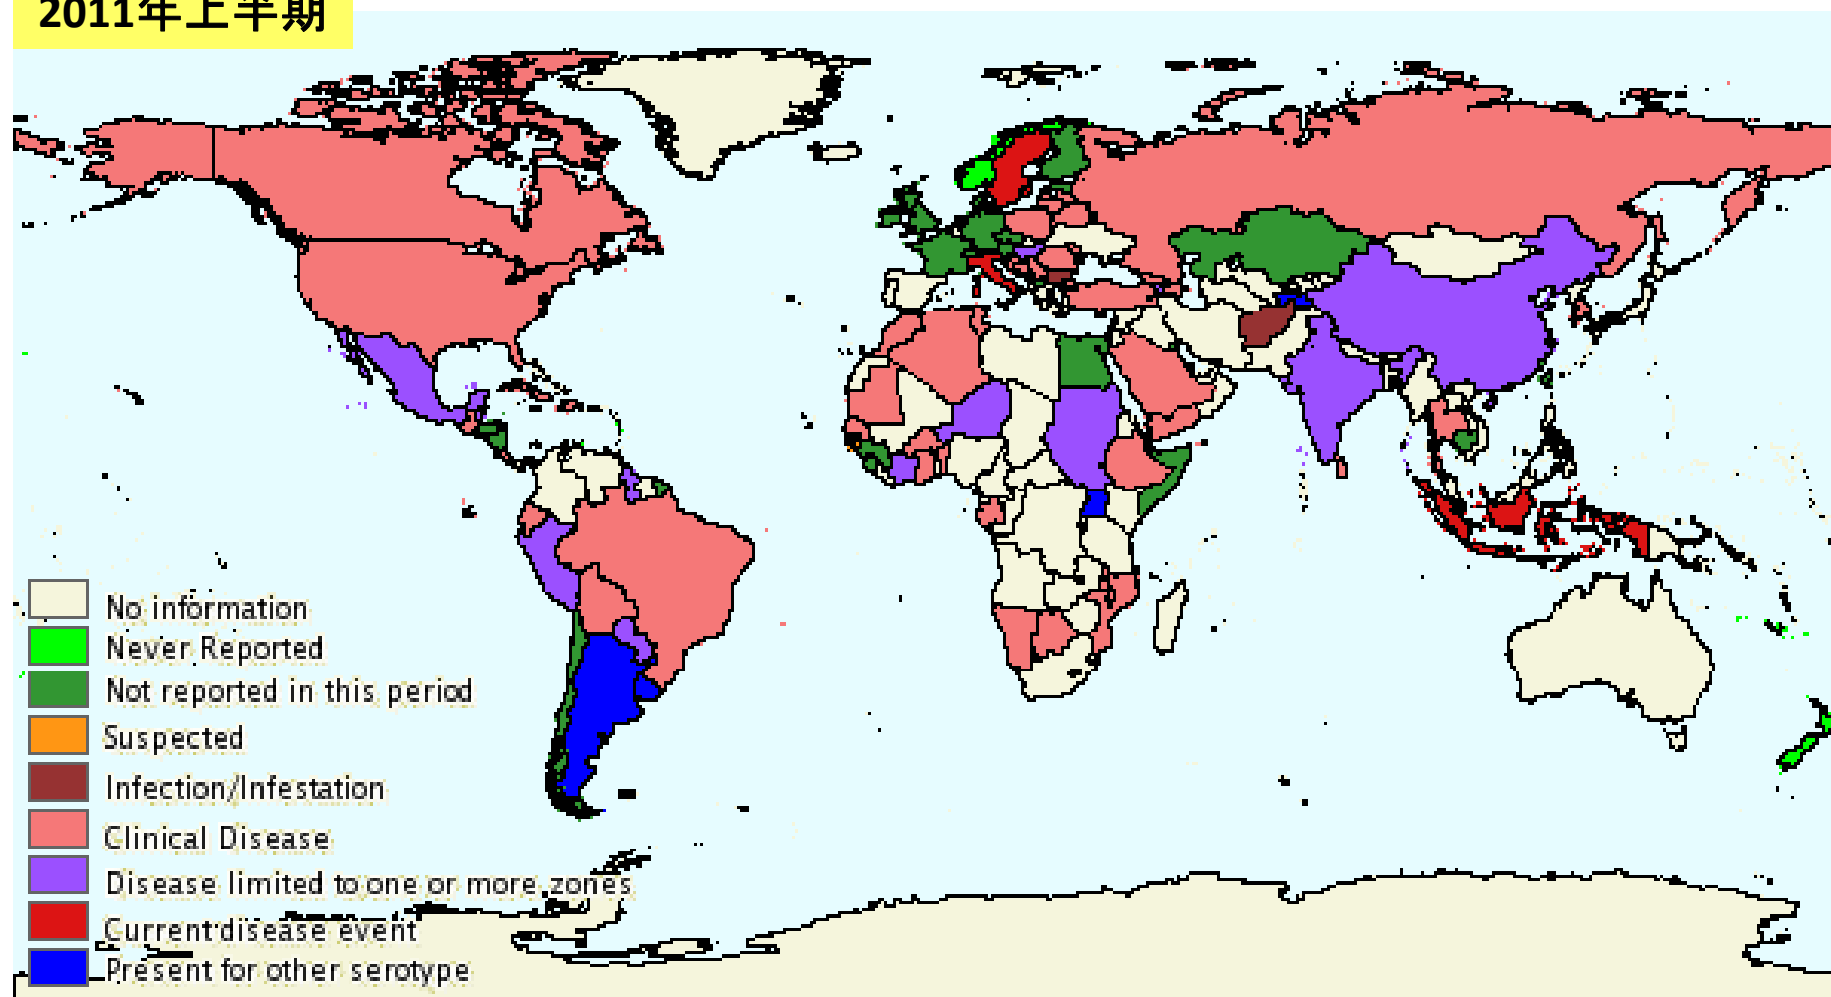 2011年上半期
No information
Never Reported
Not reported in this period
Suspected
Infection/Infestation
Clinical Disease
Disease limited to one or more zones
Current disease event
Present for other serotype